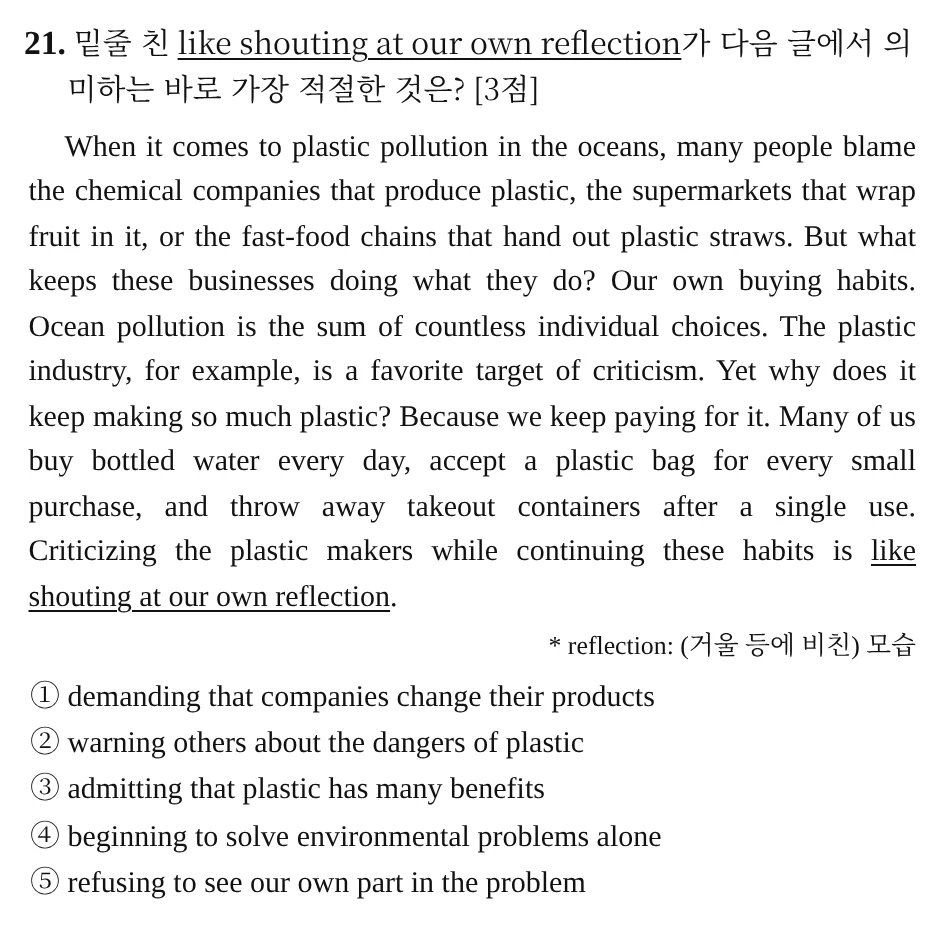 21. 밑줄 친 like shouting at our own reflection가 다음 글에서 의
미하는 바로 가장 적절한 것은? [3점]
When it comes to plastic pollution in the oceans, many people blame
the chemical companies that produce plastic, the supermarkets that wrap
fruit in it, or the fast-food chains that hand out plastic straws. But what
keeps these businesses doing what they do? Our own buying habits.
Ocean pollution is the sum of countless individual choices. The plastic
industry, for example, is a favorite target of criticism. Yet why does it
keep making so much plastic? Because we keep paying for it. Many of us
buy bottled water every day, accept a plastic bag for every small
purchase, and throw away takeout containers after a single use.
Criticizing the plastic makers while continuing these habits is like
shouting at our own reflection.
* reflection: (거울 등에 비친) 모습
① demanding that companies change their products
② warning others about the dangers of plastic
③ admitting that plastic has many benefits
④ beginning to solve environmental problems alone
⑤ refusing to see our own part in the problem